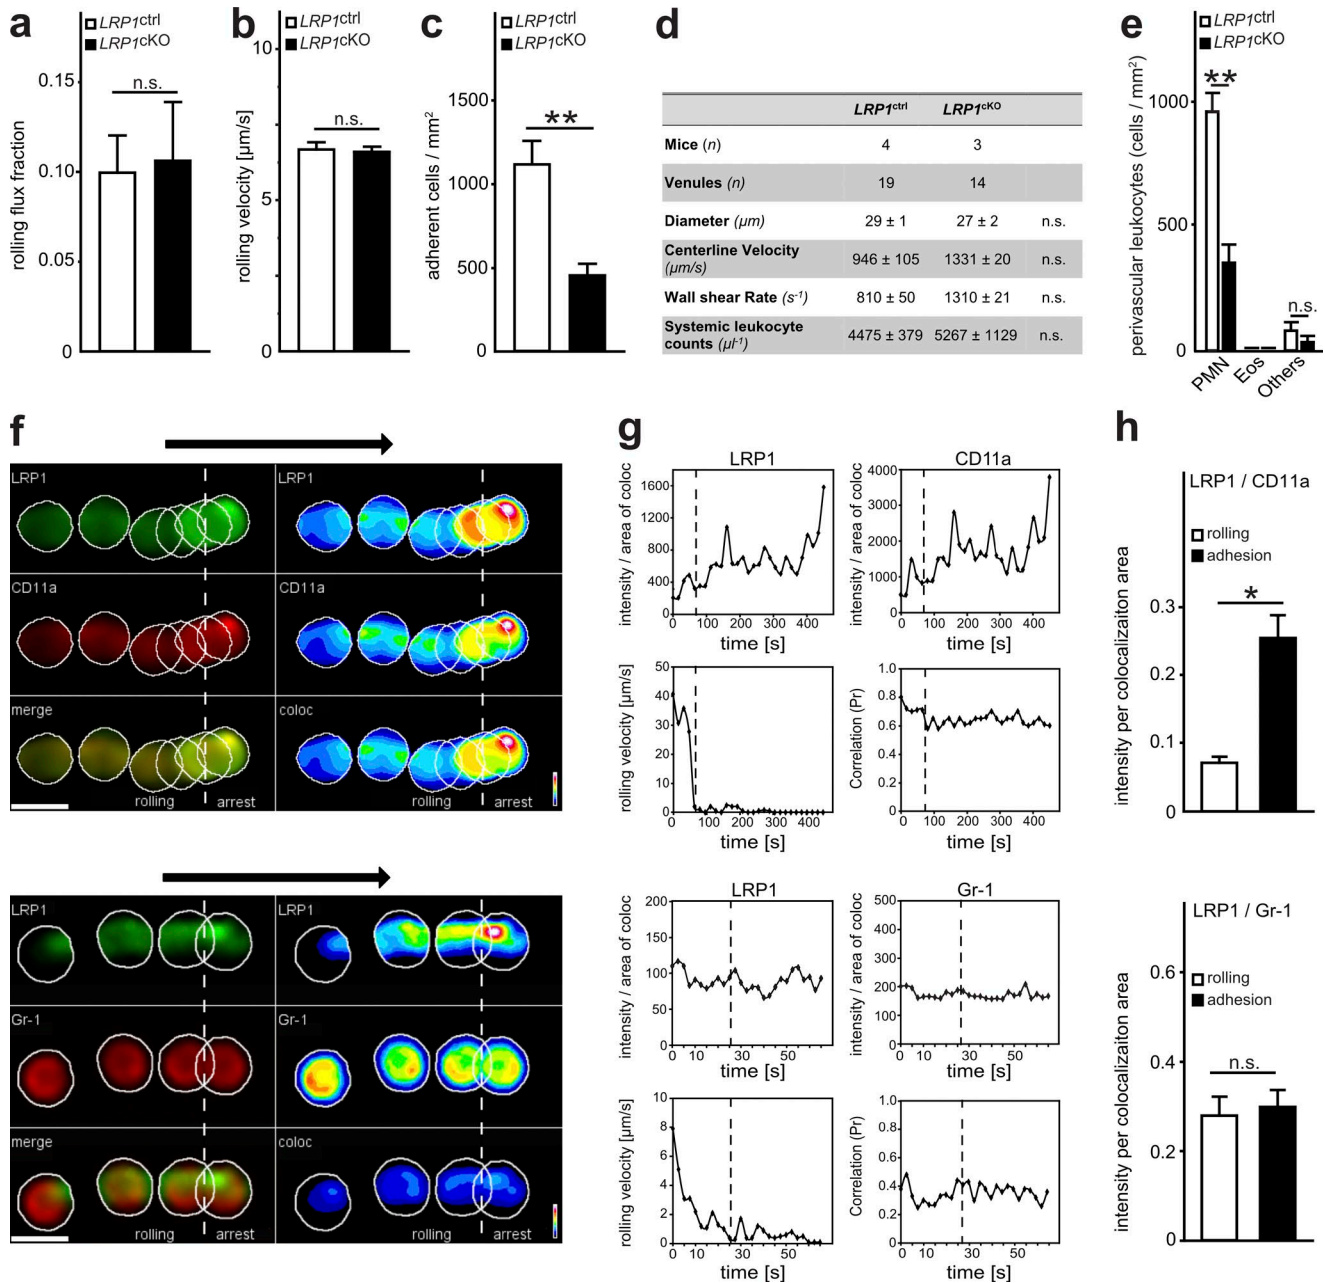 a
LRP1ctrl
LRP1cKO
rolling flux fraction
0.15
0.10
0.05
0
n.s.
b
LRP1ctrl
LRP1cKO
rolling velocity [µm/s]
10
5
0
n.s.
c
LRP1ctrl
LRP1cKO
adherent cells / mm²
1500
1000
500
0
**
d
LRP1ctrl LRP1cKO
Mice (n) 4 3
Venules (n) 19 14
Diameter (µm) 29 ± 1 27 ± 2 n.s.
Centerline Velocity
(µm/s) 946 ± 105 1331 ± 20 n.s.
Wall shear Rate (s-1) 810 ± 50 1310 ± 21 n.s.
Systemic leukocyte
counts (µl-1) 4475 ± 379 5267 ± 1129 n.s.
e
LRP1ctrl
LRP1cKO
perivascular leukocytes (cells / mm²)
1000
500
0
**
n.s.
PMN
Eos
Others
f
LRP1 LRP1
CD11a CD11a
merge coloc
rolling arrest rolling arrest
LRP1 LRP1
Gr-1 Gr-1
merge coloc
rolling arrest rolling arrest
g
LRP1
intensity / area of coloc
1600
1200
800
400
0
0 100 200 300 400
time [s]
CD11a
intensity / area of coloc
4000
3000
2000
1000
0
0 100 200 300 400
time [s]
rolling velocity [µm/s]
50
40
30
20
10
0
0 100 200 300 400
time [s]
Correlation (Pr)
1.0
0.8
0.6
0.4
0.2
0
0 100 200 300 400
time [s]
LRP1
intensity / area of coloc
200
150
100
50
0
0 10 30 50
time [s]
Gr-1
intensity / area of coloc
500
400
300
200
100
0
0 10 30 50
time [s]
rolling velocity [µm/s]
8
6
4
2
0
0 10 30 50
time [s]
Correlation (Pr)
1.0
0.8
0.6
0.4
0.2
0
0 10 30 50
time [s]
h
LRP1 / CD11a
rolling
adhesion
intensity per colocalizaiton area
0.3
0.2
0.1
0
*
LRP1 / Gr-1
rolling
adhesion
intensity per colocalizaiton area
0.6
0.4
0.2
0
n.s.